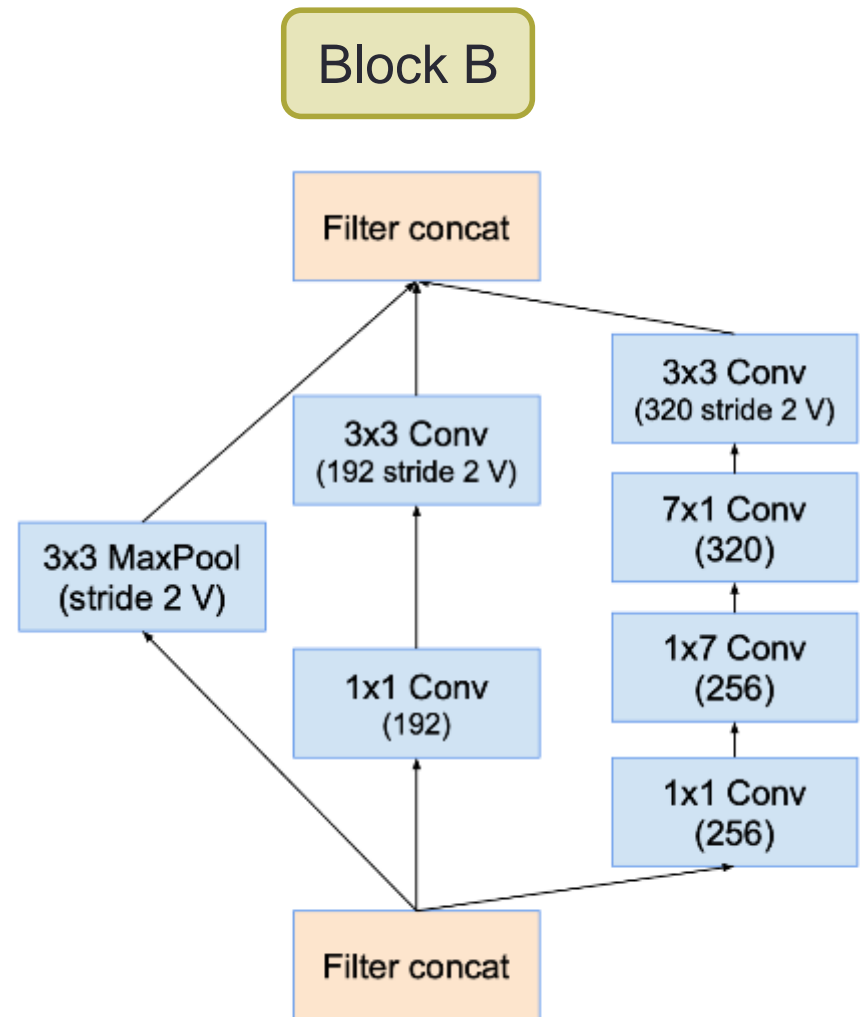 Block B
Filter concat
3x3 Conv
(320 stride 2 V)
3x3 Conv
(192 stride 2 V)
7x1 Conv
(320)
3x3 MaxPool
(stride 2 V)
1x7 Conv
(256)
1x1 Conv
(192)
1x1 Conv
(256)
Filter concat